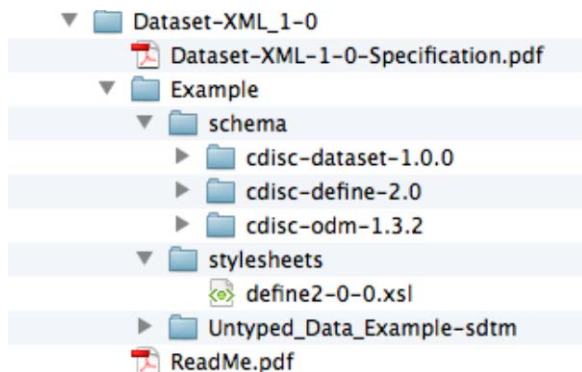 Dataset-XML_1-0
Dataset-XML-1-0-Specification.pdf
Example
schema
cdisc-dataset-1.0.0
cdisc-define-2.0
cdisc-odm-1.3.2
stylesheets
define2-0-0.xsl
Untyped_Data_Example-sdtm
ReadMe.pdf